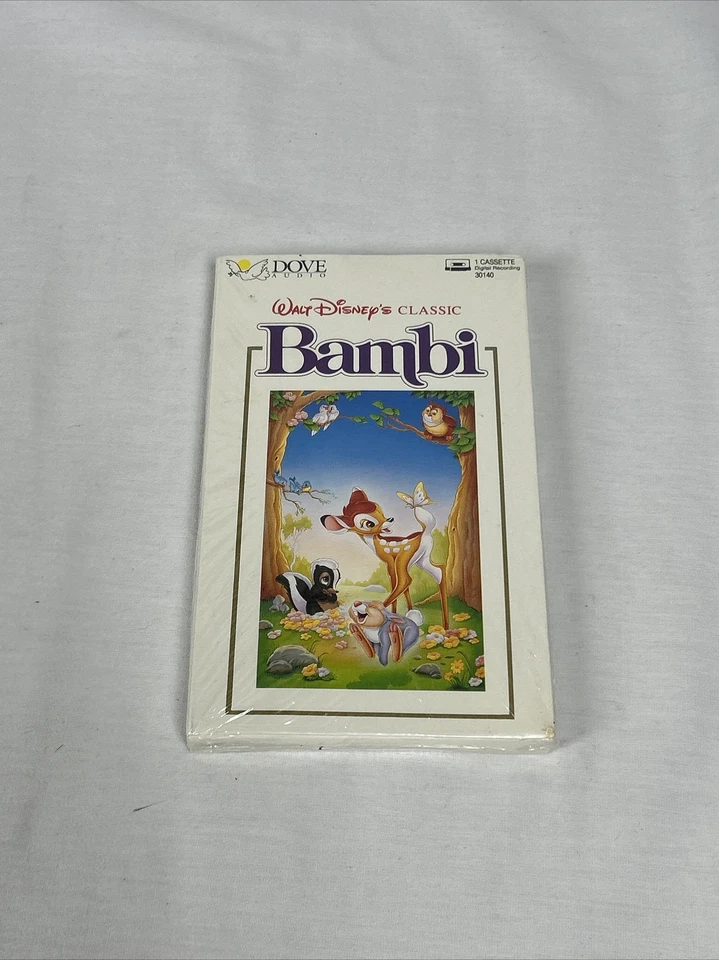 DOVE
AUDIO
1 CASSETTE
Digital Recording
30140
WALT DISNEY'S CLASSIC
Bambi